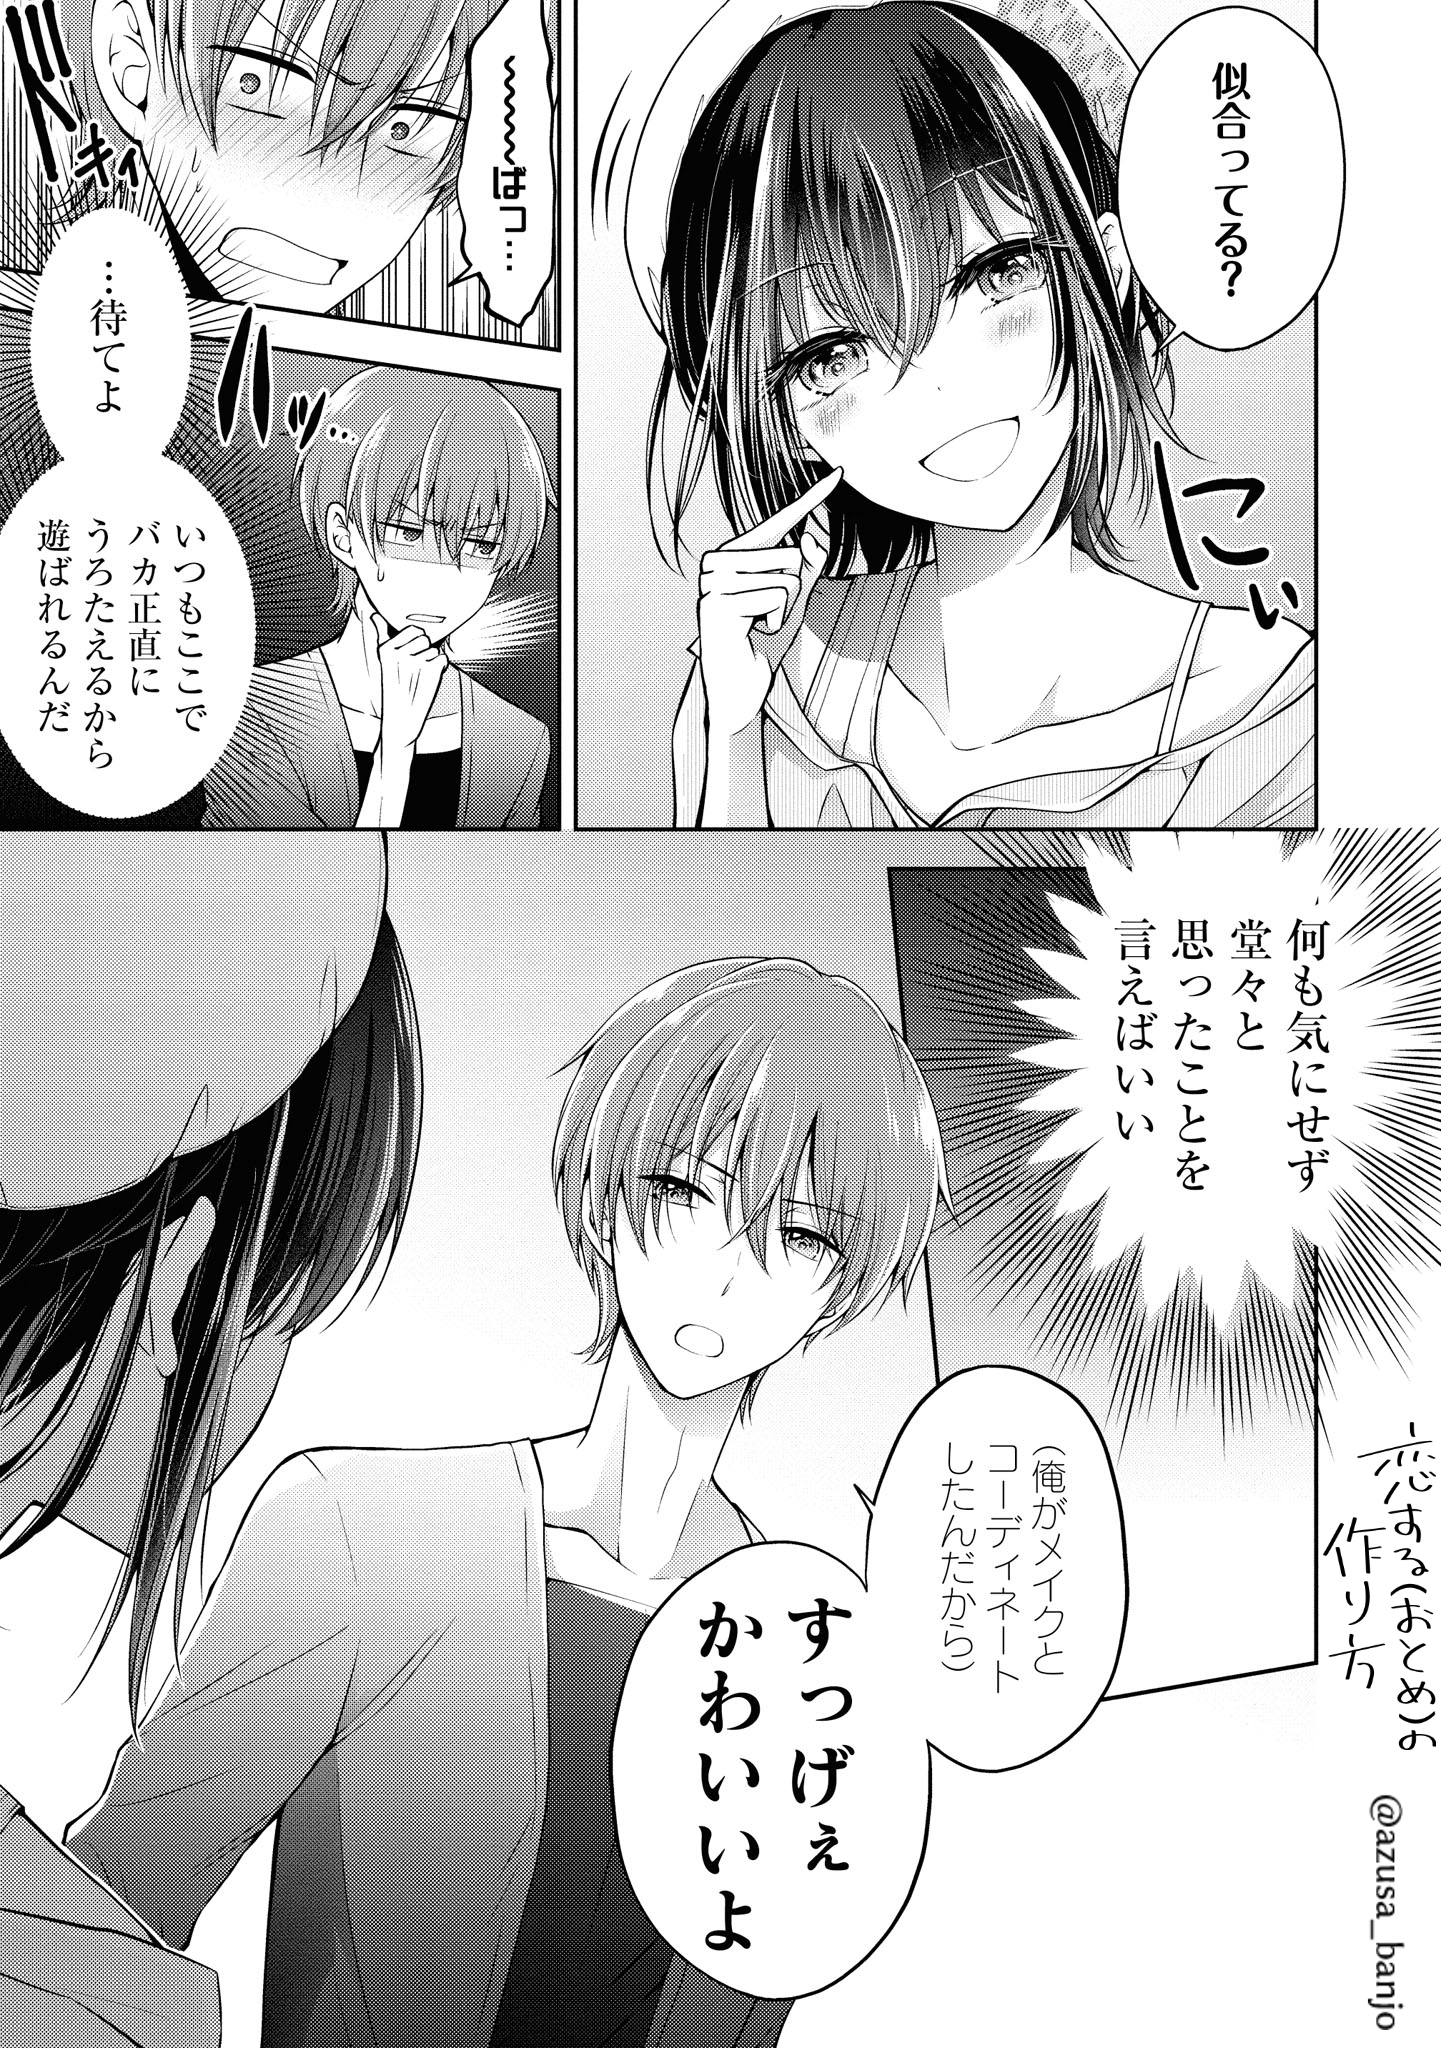 似合ってる?
にこぃ
～～～～ばっ…
ドキィ
ハッ…
…待てよ
いつもここで
バカ正直に
うろたえるから
遊ばれるんだ
何も気にせず
堂々と
思ったことを
言えばいい
(俺がメイクと
コーディネート
したんだから)
すっげぇ
かわいいよ
恋する(おとめ)の
作り方
@azusa_banjo